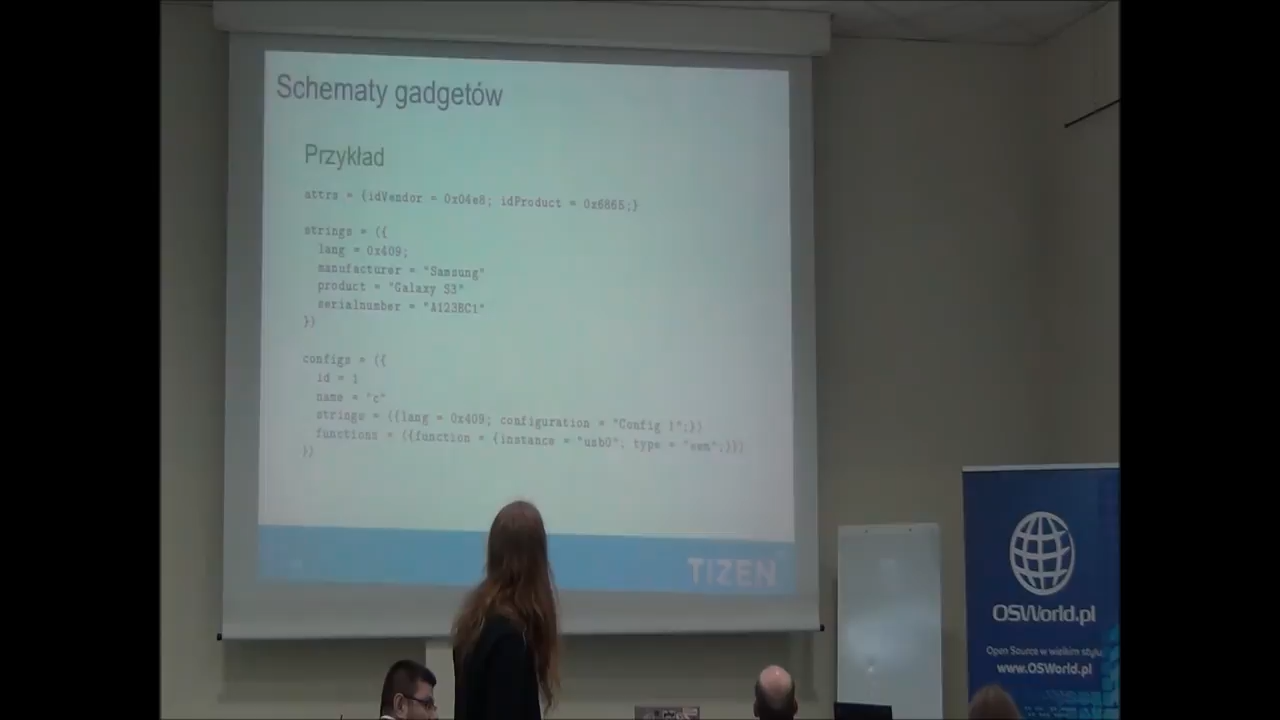 Schematy gadgetów
Przykład
attrs = {idVendor = 0x04e8; idProduct = 0x6865;}
strings = ({
lang = 0x409;
manufacturer = "Samsung"
product = "Galaxy S3"
serialnumber = "A123BC1"
})
configs = ({
id = 1
name = "c"
strings = ({lang = 0x409; configuration = "Config 1";})
functions = ({function = {instance = "usb0", type =
})
TIZEN
OSWorld.pl
Open Source w wielkim stylu
www.OSWorld.pl